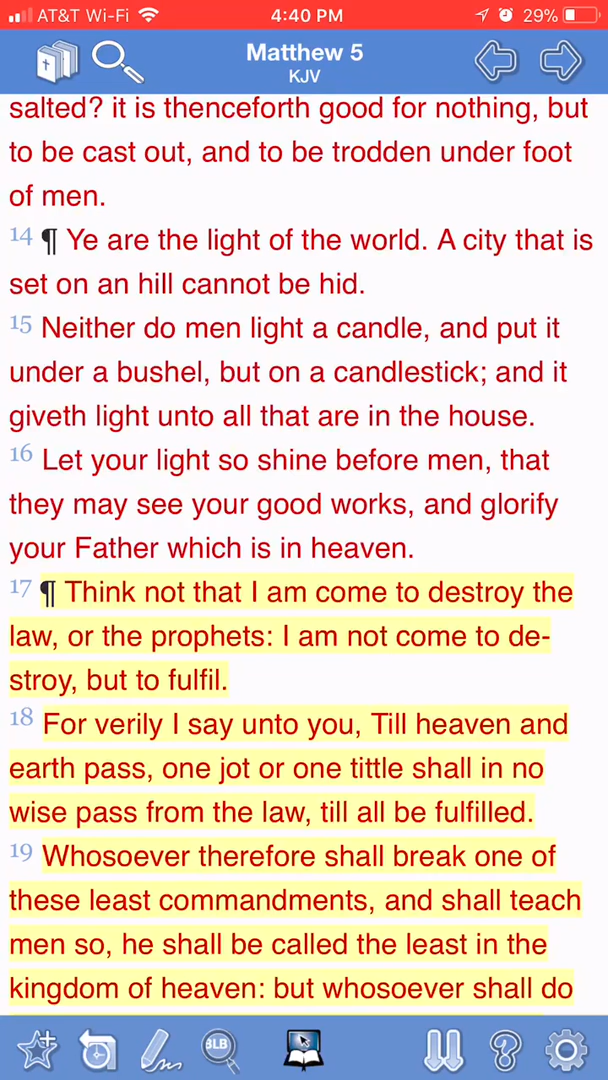 AT&T Wi-Fi 4:40 PM 29%
Matthew 5
KJV
salted? it is thenceforth good for nothing, but
to be cast out, and to be trodden under foot
of men.
14 ¶ Ye are the light of the world. A city that is
set on an hill cannot be hid.
15 Neither do men light a candle, and put it
under a bushel, but on a candlestick; and it
giveth light unto all that are in the house.
16 Let your light so shine before men, that
they may see your good works, and glorify
your Father which is in heaven.
17 ¶ Think not that I am come to destroy the
law, or the prophets: I am not come to de-
stroy, but to fulfil.
18 For verily I say unto you, Till heaven and
earth pass, one jot or one tittle shall in no
wise pass from the law, till all be fulfilled.
19 Whosoever therefore shall break one of
these least commandments, and shall teach
men so, he shall be called the least in the
kingdom of heaven: but whosoever shall do
BLB